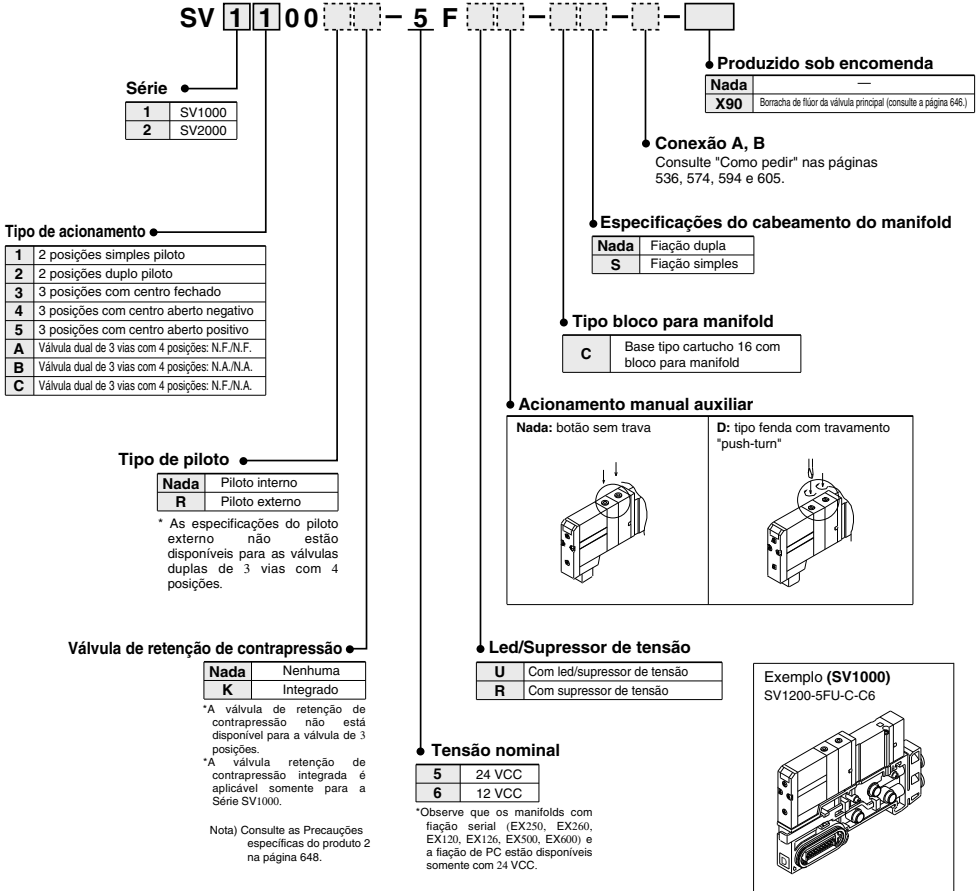 SV 1 1 00 - 5 F - - -
Produzido sob encomenda
Nada —
X90 Borracha de flúor da válvula principal (consulte a página 646.)
Série
1 SV1000
2 SV2000
Conexão A, B
Consulte "Como pedir" nas páginas
536, 574, 594 e 605.
Especificações do cabeamento do manifold
Nada Fiação dupla
S Fiação simples
Tipo de acionamento
1 2 posições simples piloto
2 2 posições duplo piloto
3 3 posições com centro fechado
4 3 posições com centro aberto negativo
5 3 posições com centro aberto positivo
A Válvula dual de 3 vias com 4 posições: N.F./N.F.
B Válvula dual de 3 vias com 4 posições: N.A./N.A.
C Válvula dual de 3 vias com 4 posições: N.F./N.A.
Tipo bloco para manifold
C Base tipo cartucho 16 com
bloco para manifold
Acionamento manual auxiliar
Nada: botão sem trava
D: tipo fenda com travamento
"push-turn"
Tipo de piloto
Nada Piloto interno
R Piloto externo
* As especificações do piloto
externo não estão
disponíveis para as válvulas
duplas de 3 vias com 4
posições.
Válvula de retenção de contrapressão
Nada Nenhuma
K Integrado
*A válvula de retenção de
contrapressão não está
disponível para a válvula de 3
posições.
*A válvula retenção de
contrapressão integrada é
aplicável somente para a
Série SV1000.
Nota) Consulte as Precauções
específicas do produto 2
na página 648.
Led/Supressor de tensão
U Com led/supressor de tensão
R Com supressor de tensão
Tensão nominal
5 24 VCC
6 12 VCC
*Observe que os manifolds com
fiação serial (EX250, EX260,
EX120, EX126, EX500, EX600) e
a fiação de PC estão disponíveis
somente com 24 VCC.
Exemplo (SV1000)
SV1200-5FU-C-C6